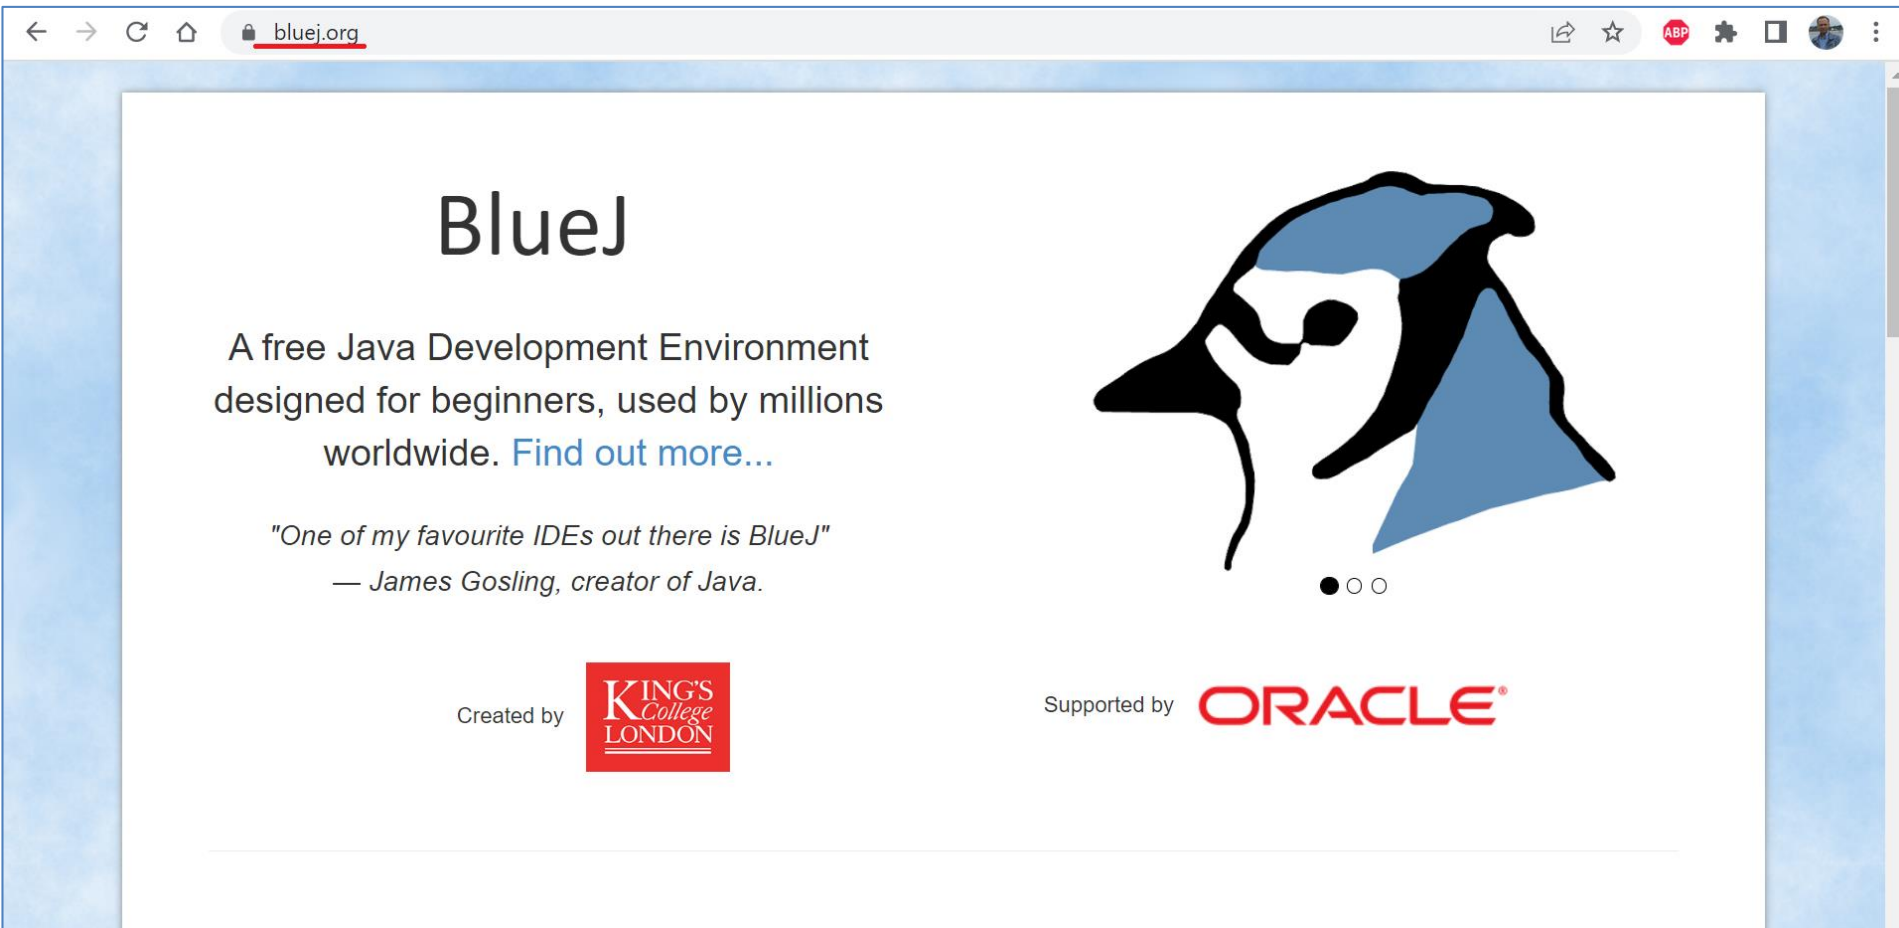 bluej.org
ABP
BlueJ
A free Java Development Environment
designed for beginners, used by millions
worldwide. Find out more...
"One of my favourite IDEs out there is BlueJ"
— James Gosling, creator of Java.
Created by
KING'S
College
LONDON
Supported by
ORACLE®